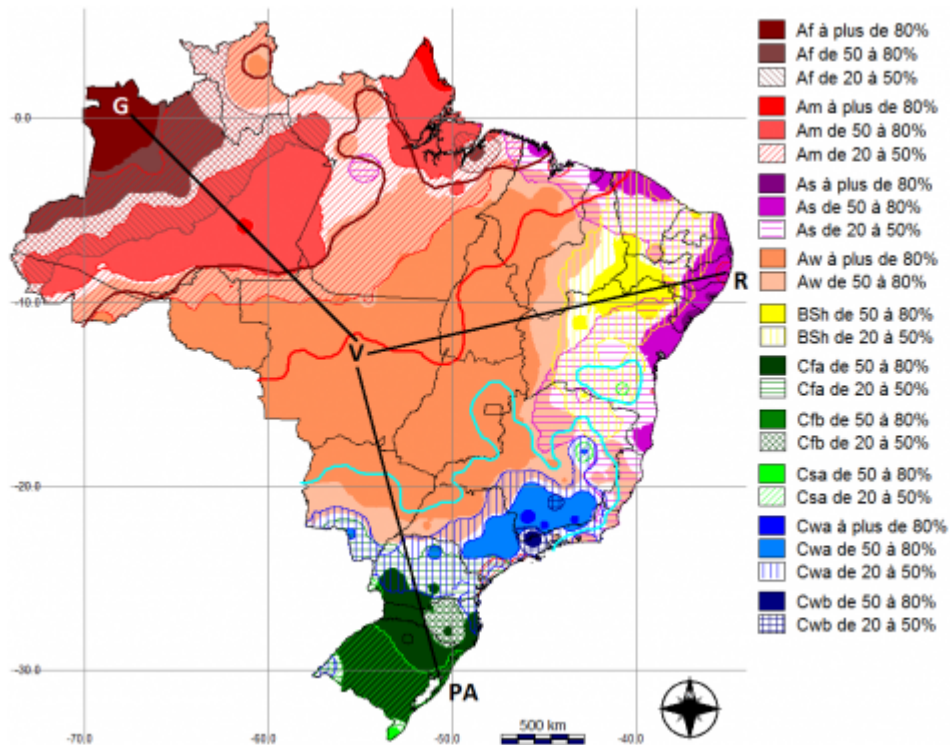 G
V
R
PA
0.0
-10.0
-20.0
-30.0
-70.0
-60.0
-50.0
-40.0
500 km
Af à plus de 80%
Af de 50 à 80%
Af de 20 à 50%
Am à plus de 80%
Am de 50 à 80%
Am de 20 à 50%
As à plus de 80%
As de 50 à 80%
As de 20 à 50%
Aw à plus de 80%
Aw de 50 à 80%
BSh de 50 à 80%
BSh de 20 à 50%
Cfa de 50 à 80%
Cfa de 20 à 50%
Cfb de 50 à 80%
Cfb de 20 à 50%
Csa de 50 à 80%
Csa de 20 à 50%
Cwa à plus de 80%
Cwa de 50 à 80%
Cwa de 20 à 50%
Cwb de 50 à 80%
Cwb de 20 à 50%